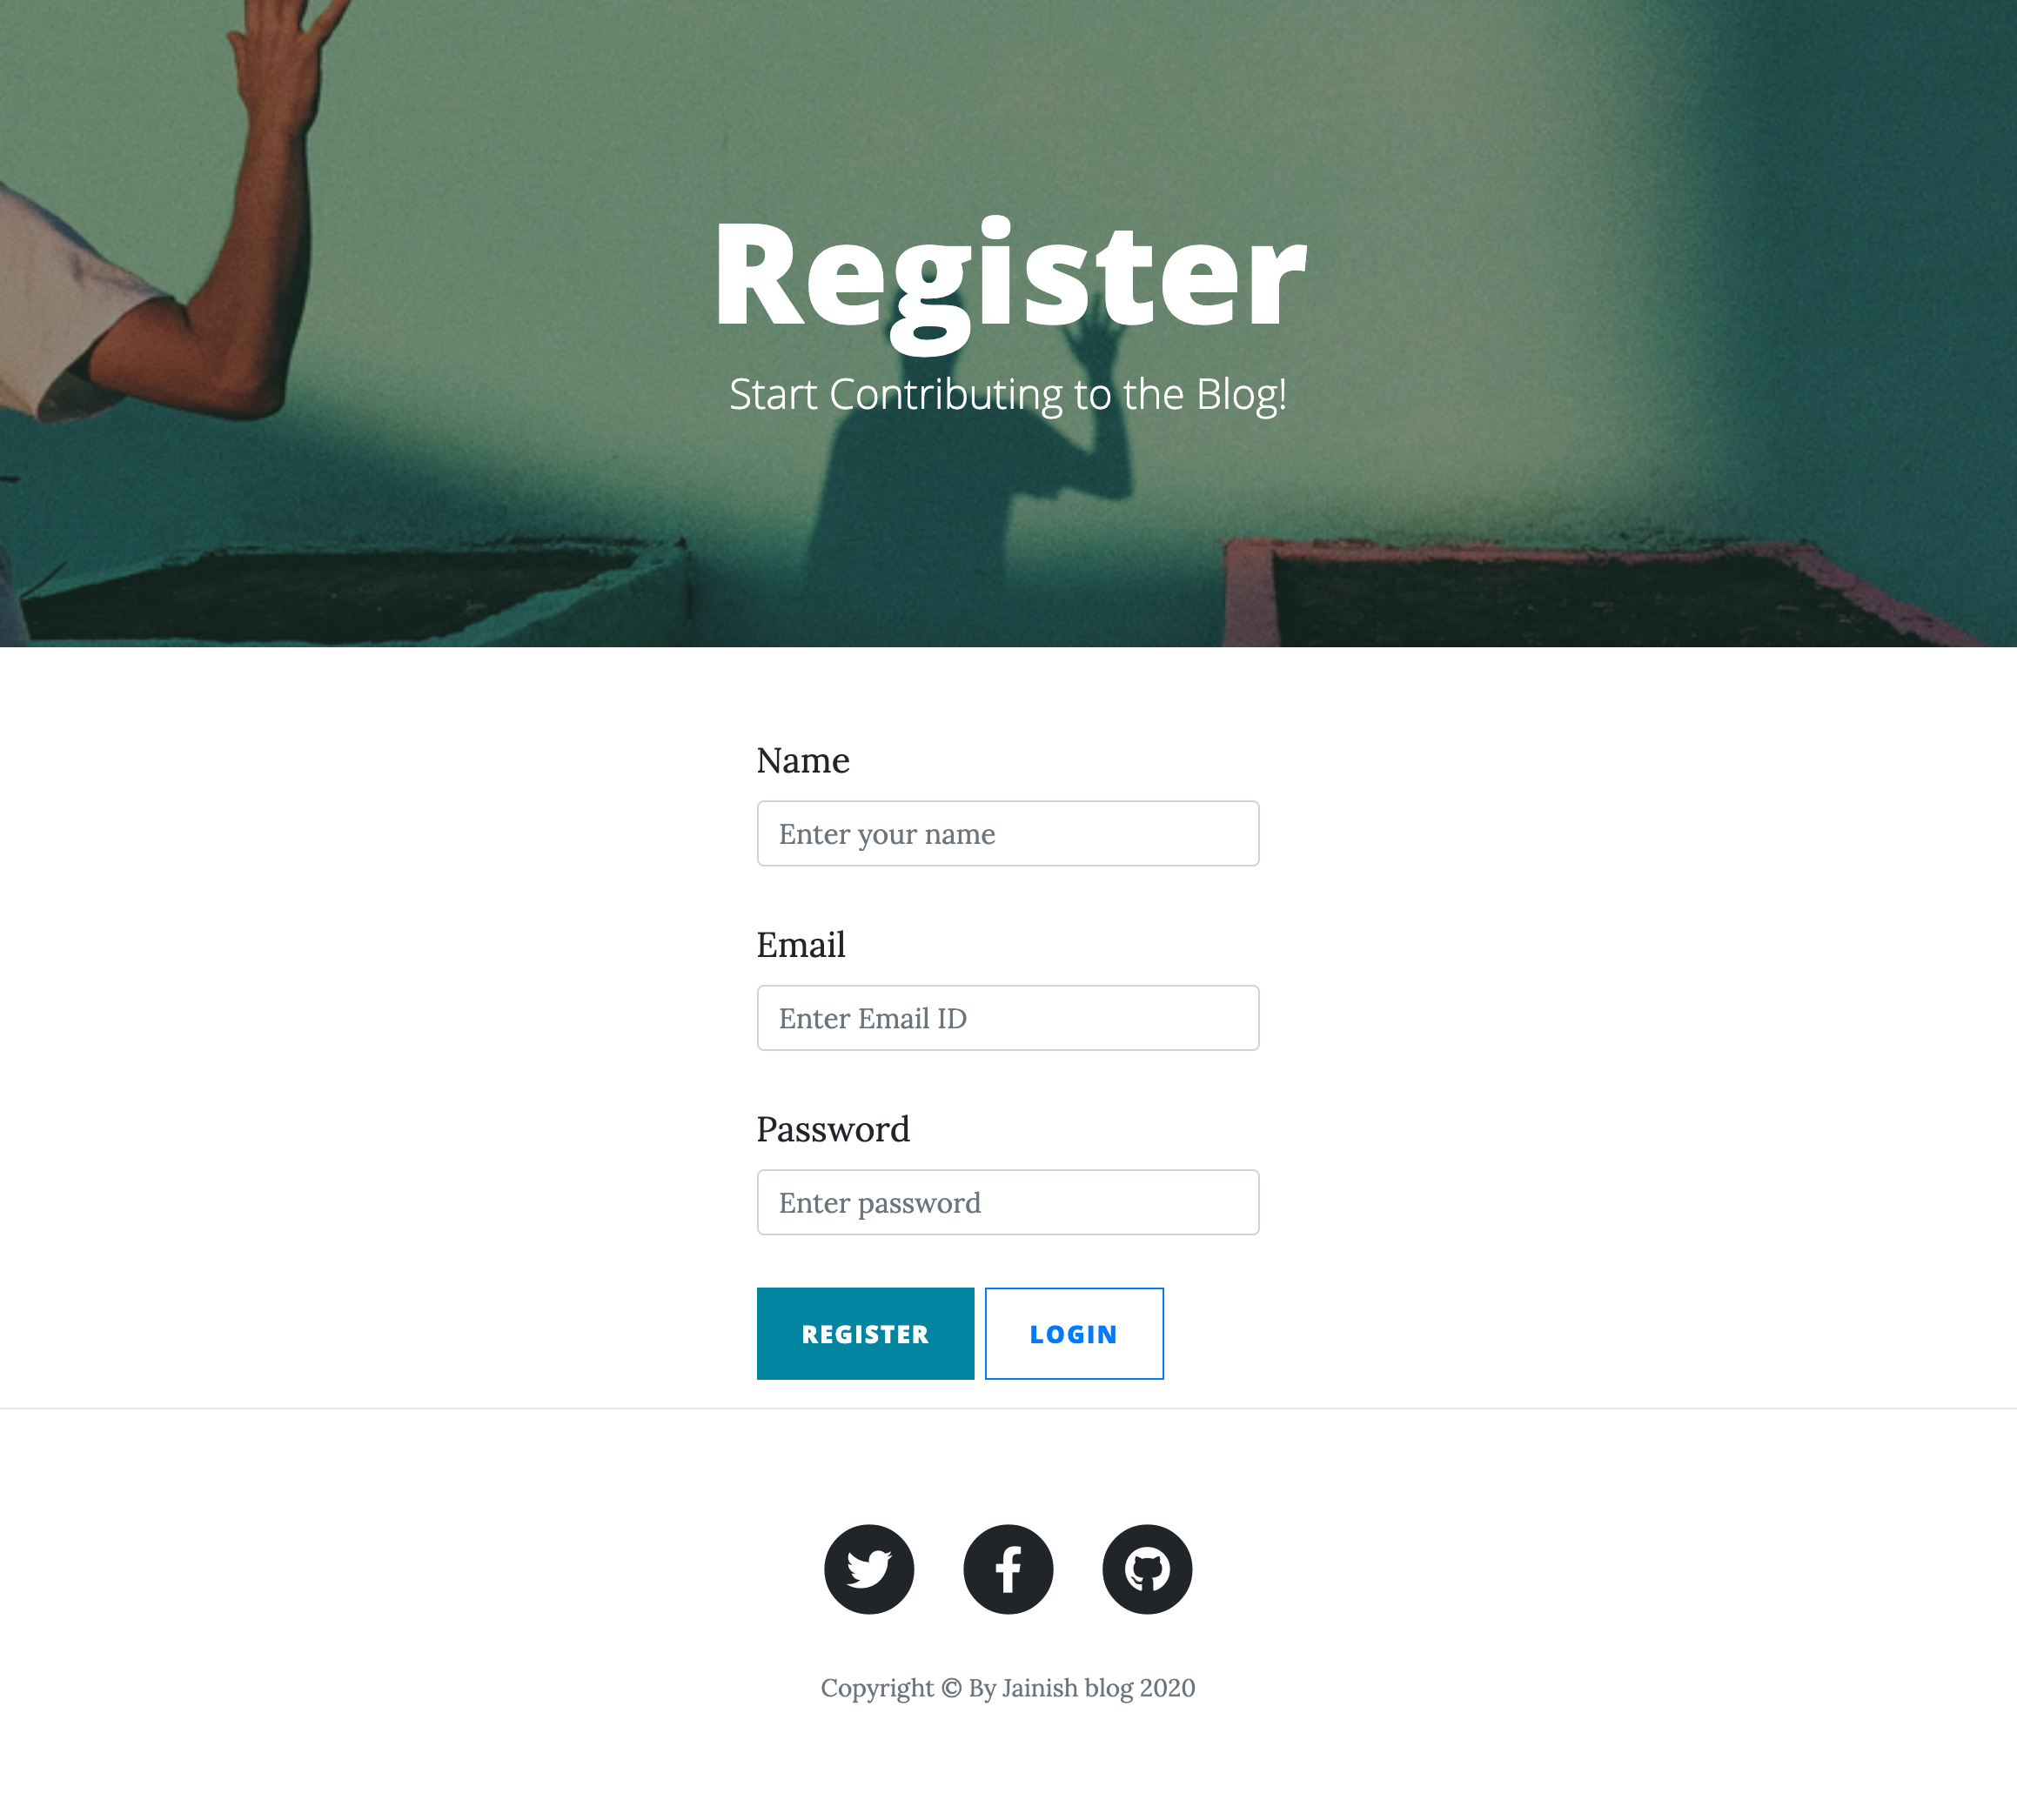 Register
Start Contributing to the Blog!
Name
Enter your name
Email
Enter Email ID
Password
Enter password
REGISTER LOGIN
Copyright © By Jainish blog 2020